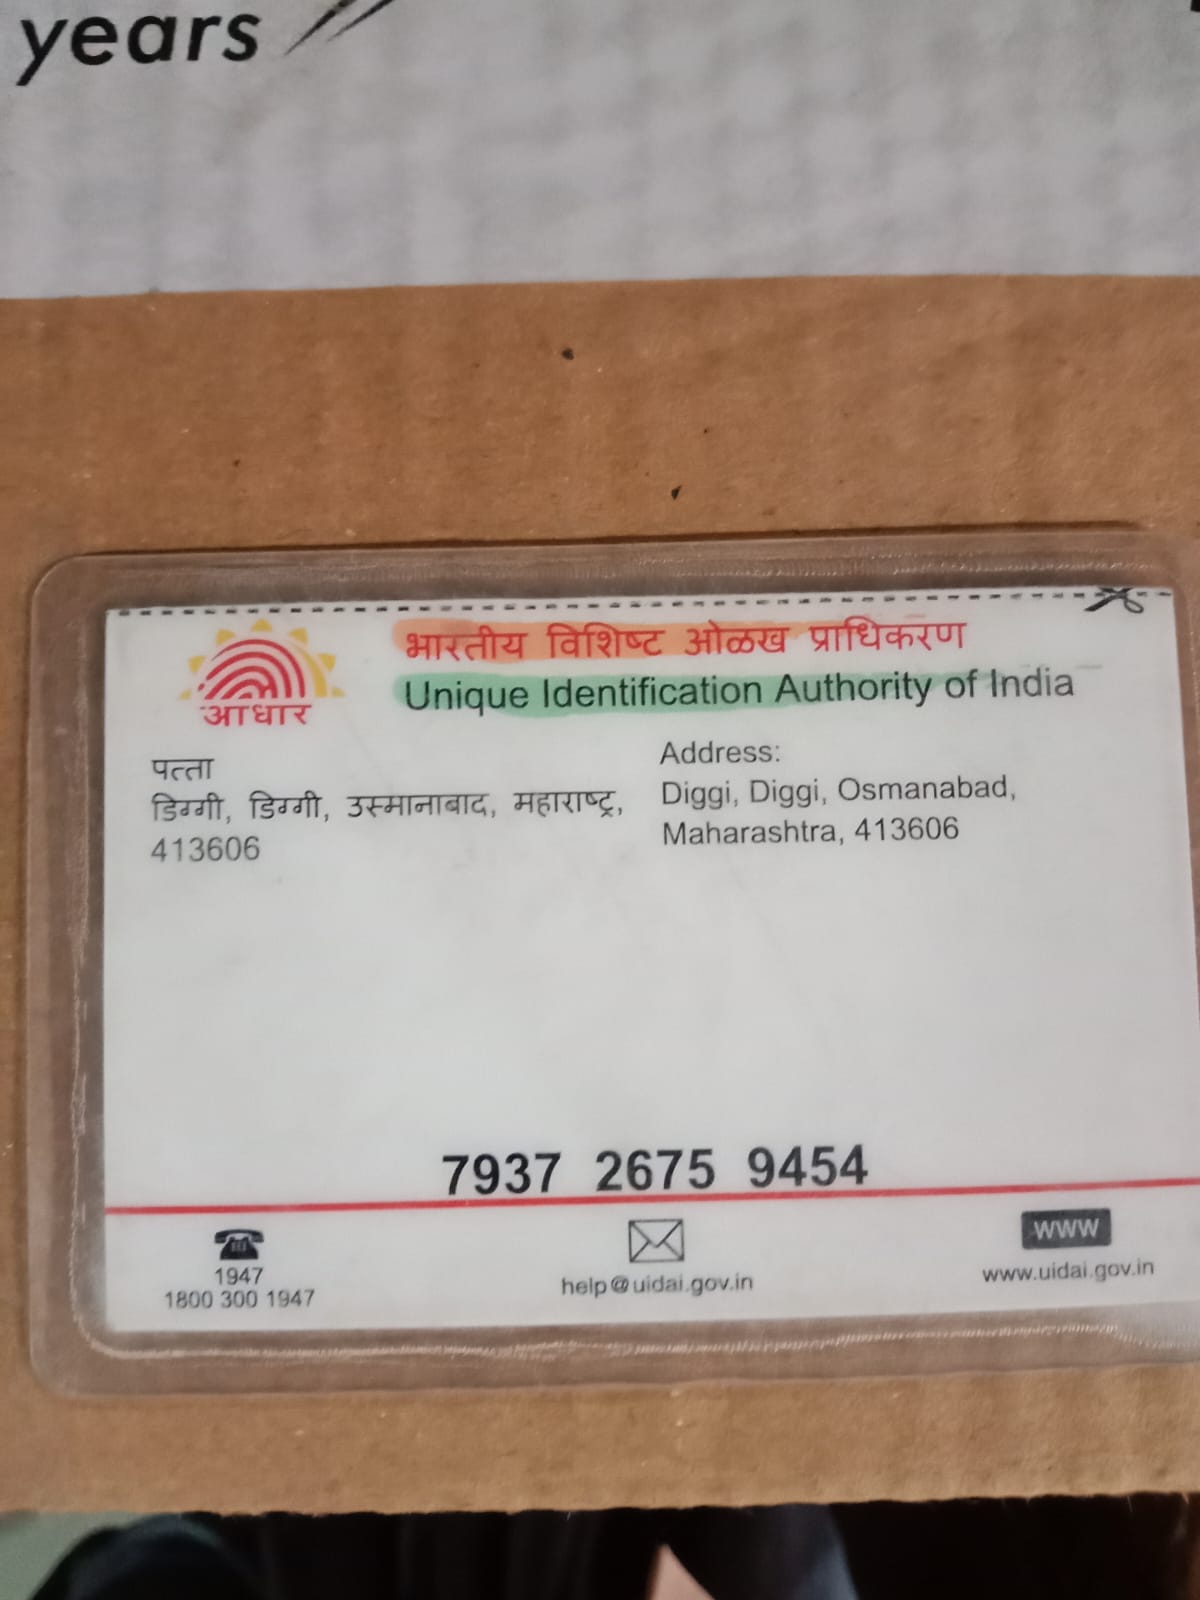 years
भारतीय विशिष्ट ओळख प्राधिकरण
Unique Identification Authority of India
आधार
पत्ता
डिग्गी, डिग्गी, उस्मानाबाद, महाराष्ट्र,
413606
Address:
Diggi, Diggi, Osmanabad,
Maharashtra, 413606
7937 2675 9454
1947
1800 300 1947
help@uidai.gov.in
WWW
www.uidai.gov.in